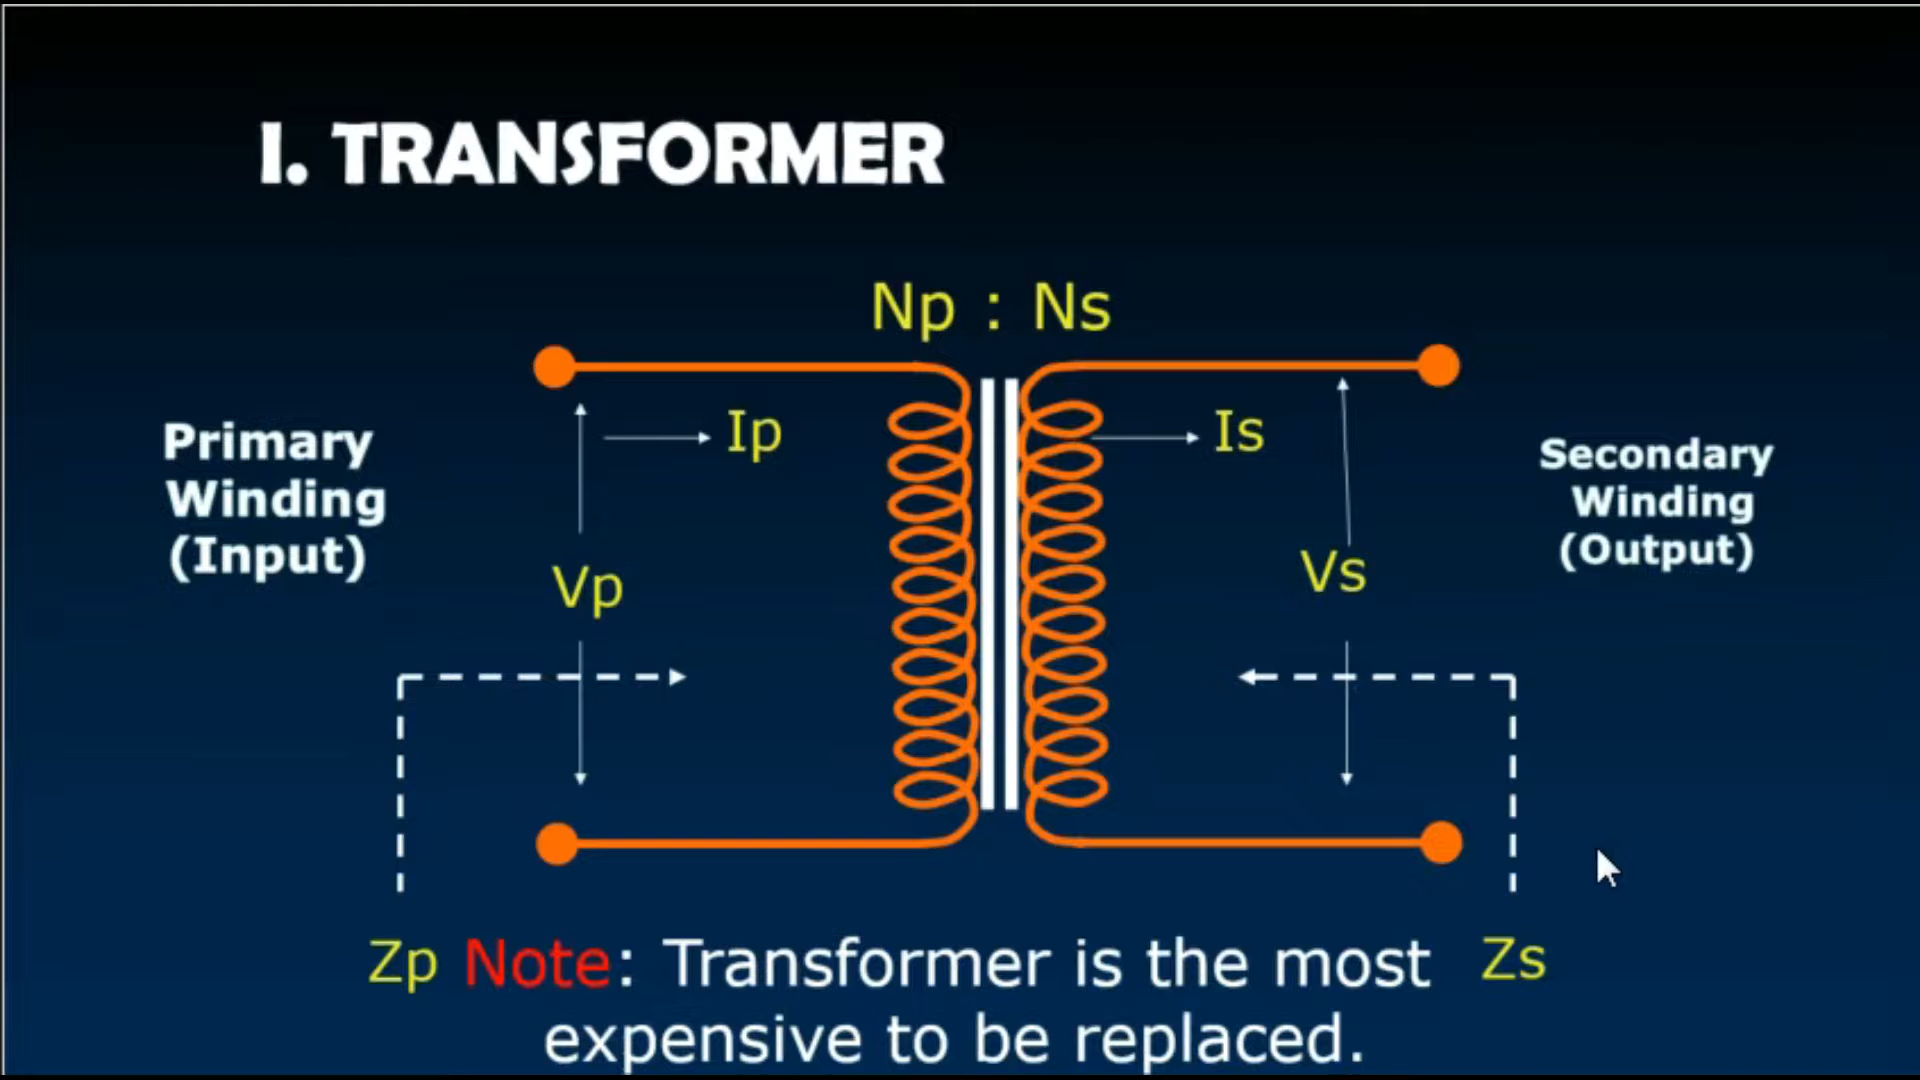 I. TRANSFORMER
Np : Ns
Ip
Is
Primary
Winding
(Input)
Secondary
Winding
(Output)
Vp
Vs
Zp
Note: Transformer is the most
expensive to be replaced.
Zs